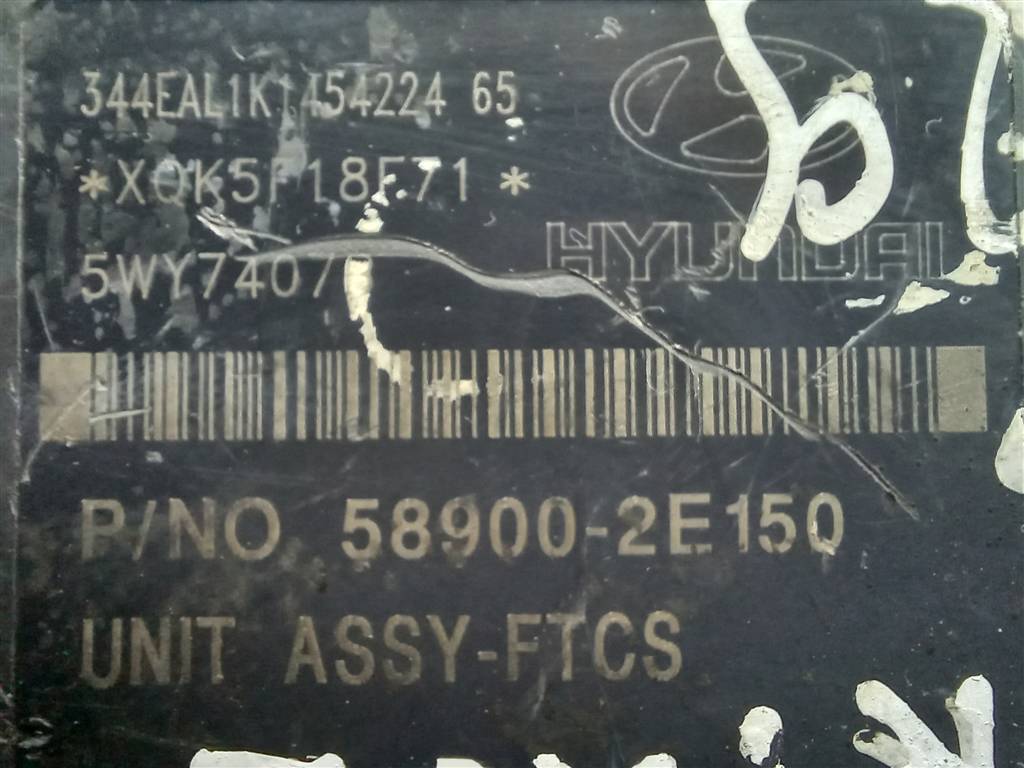 344EAL1K1454224 65
*XQK5F18F71 *
5WY7407
HYUNDAI
P/NO 58900-2E150
UNIT ASSY-FTCS